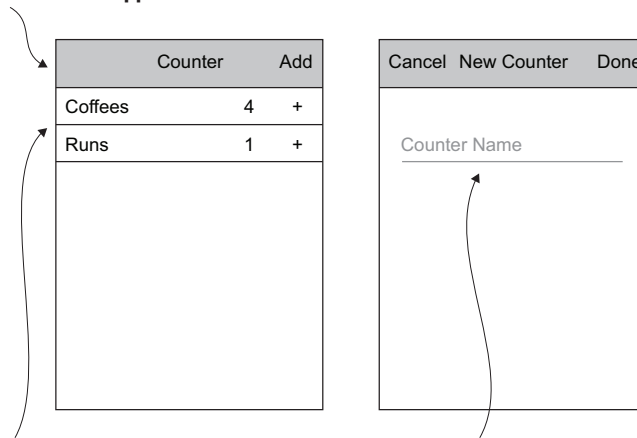 Counter Add
Coffees 4 +
Runs 1 +
Cancel New Counter Done
Counter Name